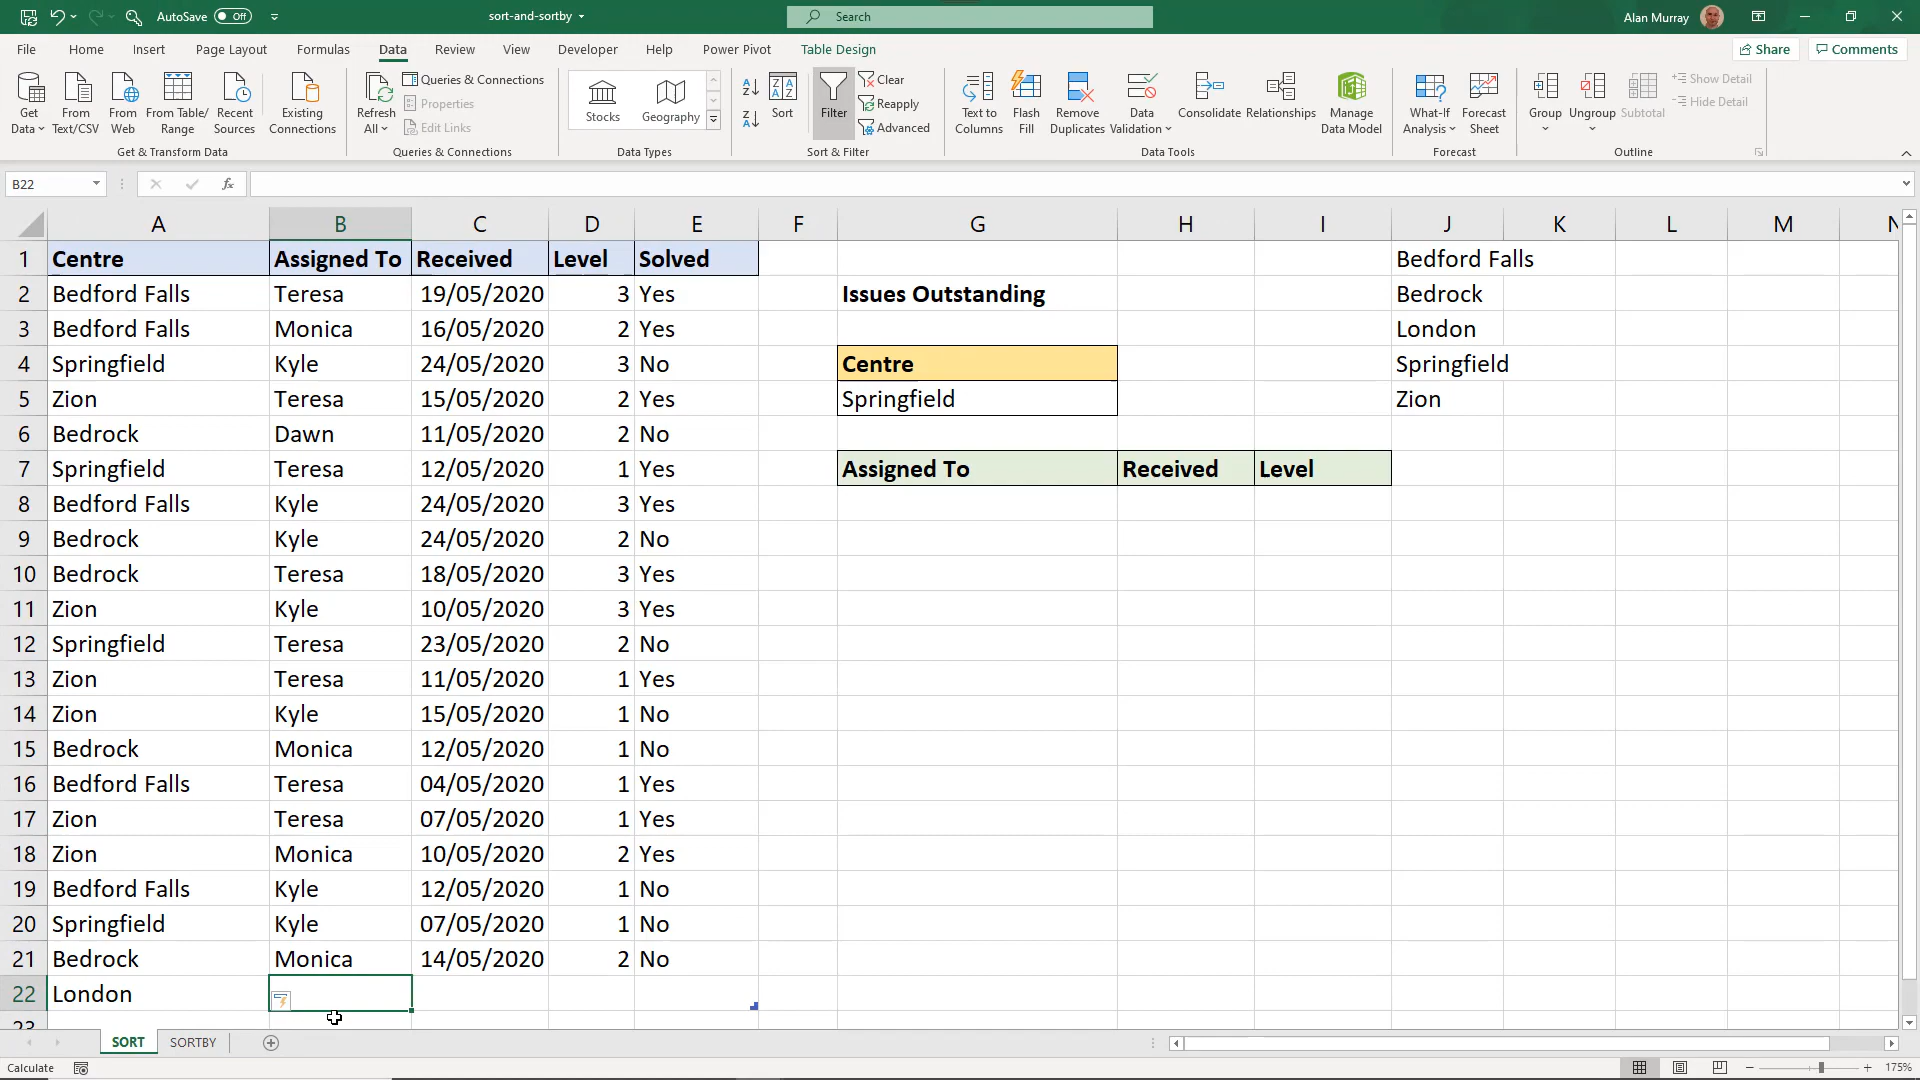 AutoSave Off
sort-and-sortby
Search
Alan Murray
File Home Insert Page Layout Formulas Data Review View Developer Help Power Pivot Table Design
Share
Comments
Get Data
From Text/CSV
From Web
From Table/ Range
Recent Sources
Existing Connections
Get & Transform Data
Refresh All
Queries & Connections
Properties
Edit Links
Queries & Connections
Stocks
Geography
Data Types
Sort
Filter
Clear
Reapply
Advanced
Sort & Filter
Text to Columns
Flash Fill
Remove Duplicates
Data Validation
Consolidate
Relationships
Manage Data Model
Data Tools
What-If Analysis
Forecast Sheet
Forecast
Group
Ungroup
Subtotal
Show Detail
Hide Detail
Outline
B22
fx
A B C D E F G H I J K L M N
1 Centre Assigned To Received Level Solved Bedford Falls
2 Bedford Falls Teresa 19/05/2020 3 Yes Issues Outstanding Bedrock
3 Bedford Falls Monica 16/05/2020 2 Yes London
4 Springfield Kyle 24/05/2020 3 No Centre Springfield
5 Zion Teresa 15/05/2020 2 Yes Springfield Zion
6 Bedrock Dawn 11/05/2020 2 No
7 Springfield Teresa 12/05/2020 1 Yes Assigned To Received Level
8 Bedford Falls Kyle 24/05/2020 3 Yes
9 Bedrock Kyle 24/05/2020 2 No
10 Bedrock Teresa 18/05/2020 3 Yes
11 Zion Kyle 10/05/2020 3 Yes
12 Springfield Teresa 23/05/2020 2 No
13 Zion Teresa 11/05/2020 1 Yes
14 Zion Kyle 15/05/2020 1 No
15 Bedrock Monica 12/05/2020 1 No
16 Bedford Falls Teresa 04/05/2020 1 Yes
17 Zion Teresa 07/05/2020 1 Yes
18 Zion Monica 10/05/2020 2 Yes
19 Bedford Falls Kyle 12/05/2020 1 No
20 Springfield Kyle 07/05/2020 1 No
21 Bedrock Monica 14/05/2020 2 No
22 London
23
SORT SORTBY
Calculate
175%